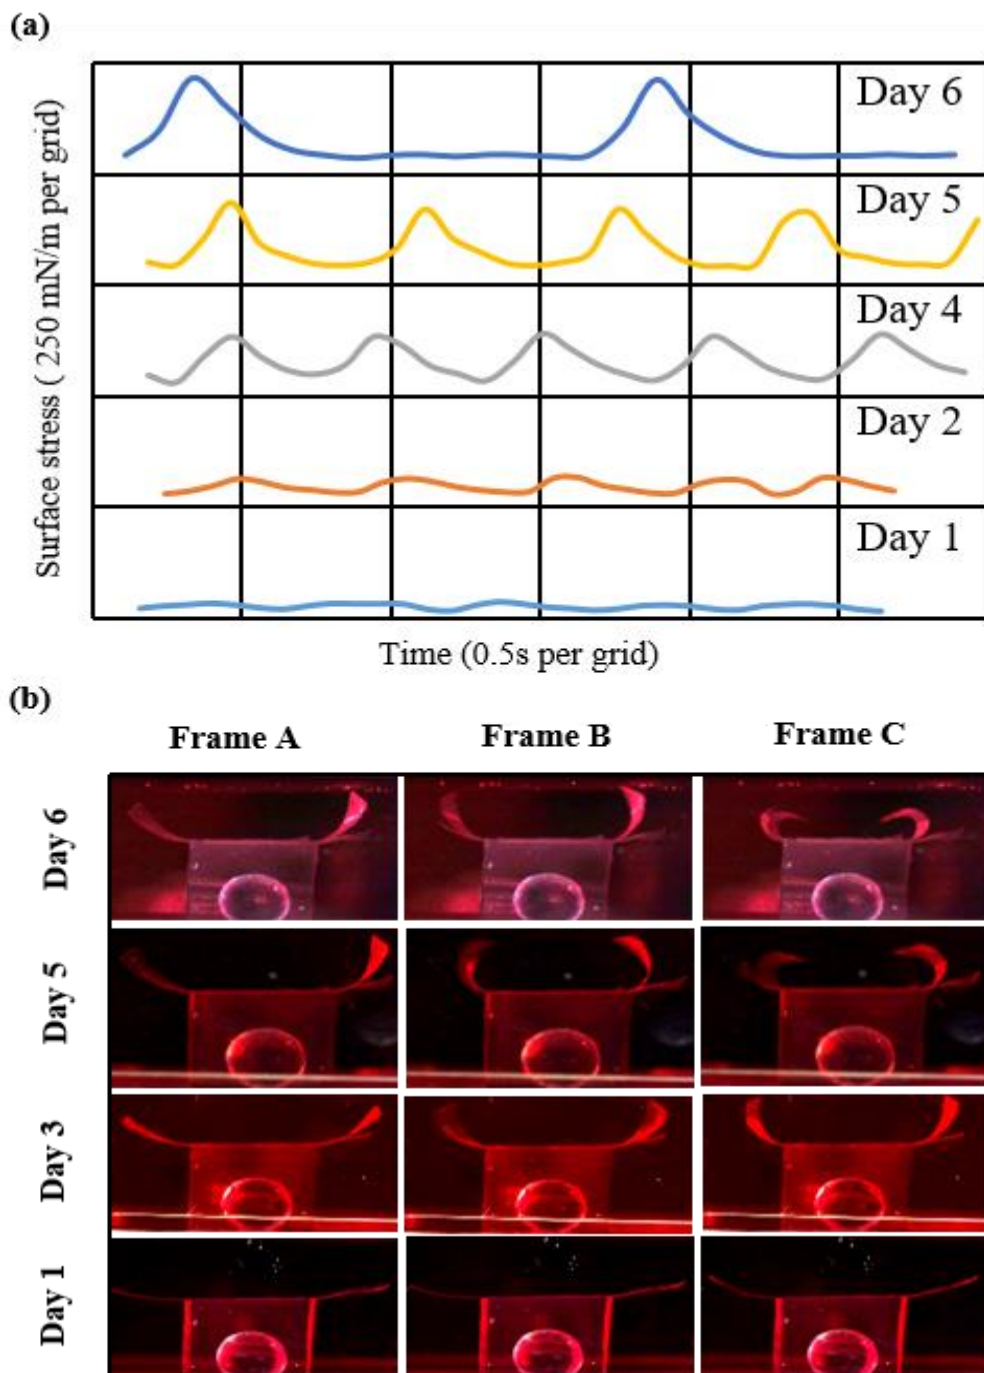 (a)
Surface stress ( 250 mN/m per grid)
Day 6
Day 5
Day 4
Day 2
Day 1
Time (0.5s per grid)
(b)
Frame A Frame B Frame C
Day 6
Day 5
Day 3
Day 1